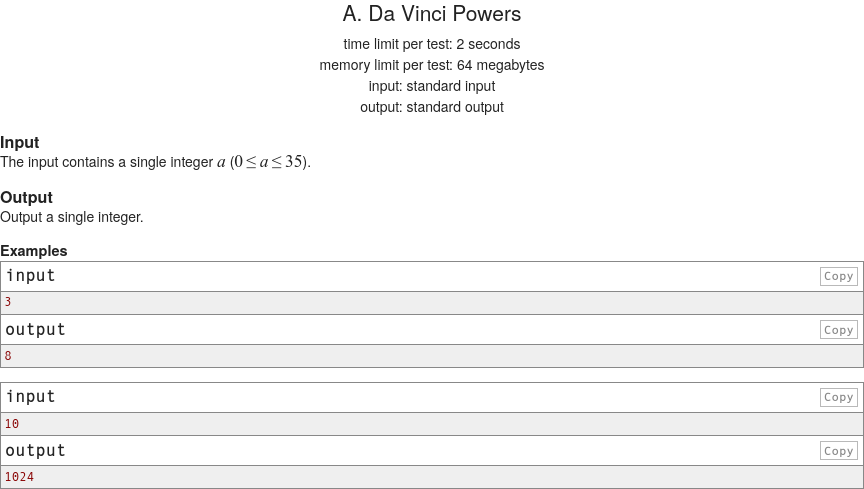 A. Da Vinci Powers
time limit per test: 2 seconds
memory limit per test: 64 megabytes
input: standard input
output: standard output
Input
The input contains a single integer a (0 ≤ a ≤ 35).
Output
Output a single integer.
Examples
input Copy
3
output Copy
8
input Copy
10
output Copy
1024